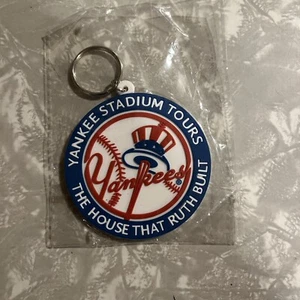 YANKEE STADIUM TOURS
Yankees
THE HOUSE THAT RUTH BUILT